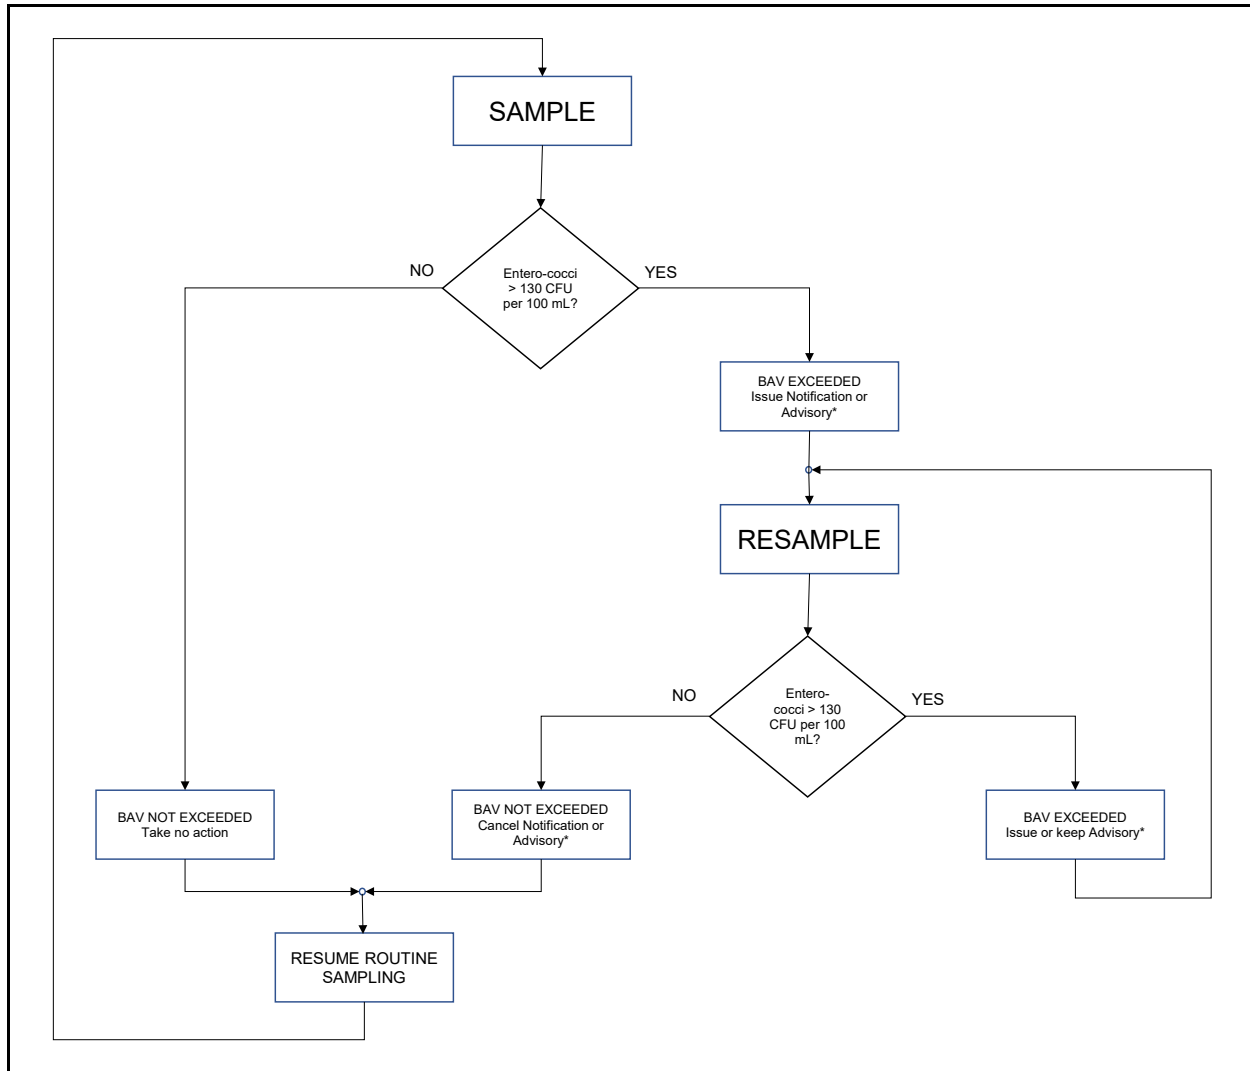 SAMPLE
NO
YES
Entero-cocci
> 130 CFU
per 100 mL?
BAV EXCEEDED
Issue Notification or
Advisory*
RESAMPLE
NO
YES
Entero-
cocci > 130
CFU per 100
mL?
BAV NOT EXCEEDED
Take no action
BAV NOT EXCEEDED
Cancel Notification or
Advisory*
BAV EXCEEDED
Issue or keep Advisory*
RESUME ROUTINE
SAMPLING